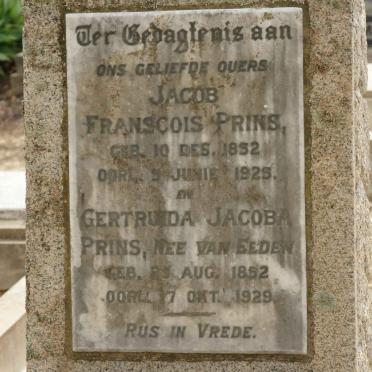 Ter Gedagtenis aan
ONS GELIEFDE OUERS
JACOB
FRANSCOIS PRINS,
GEB. 10 DES. 1852
OORL. 5 JUNIE 1925.
EN
GERTRUIDA JACOBA
PRINS, NEE VAN EEDEN
GEB. AUG. 1852
OORL. 17 OKT. 1929.
RUS IN VREDE.